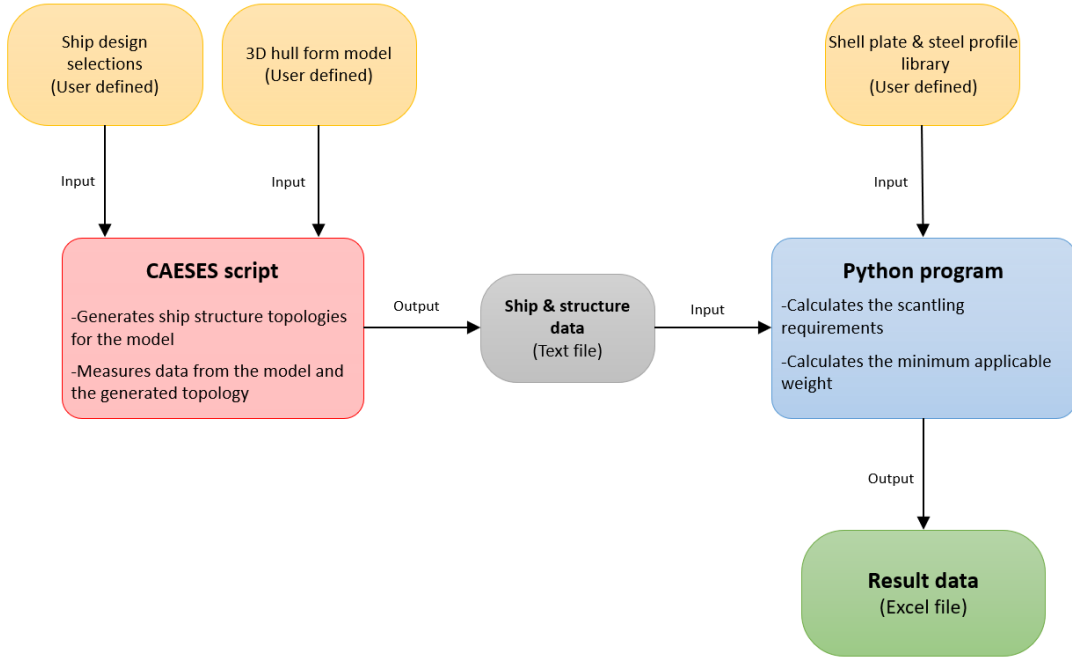 Ship design
selections
(User defined)
3D hull form model
(User defined)
Shell plate & steel profile
library
(User defined)
Input
Input
Input
CAESES script
-Generates ship structure topologies
for the model
-Measures data from the model and
the generated topology
Output
Ship & structure
data
(Text file)
Input
Python program
-Calculates the scantling
requirements
-Calculates the minimum applicable
weight
Output
Result data
(Excel file)